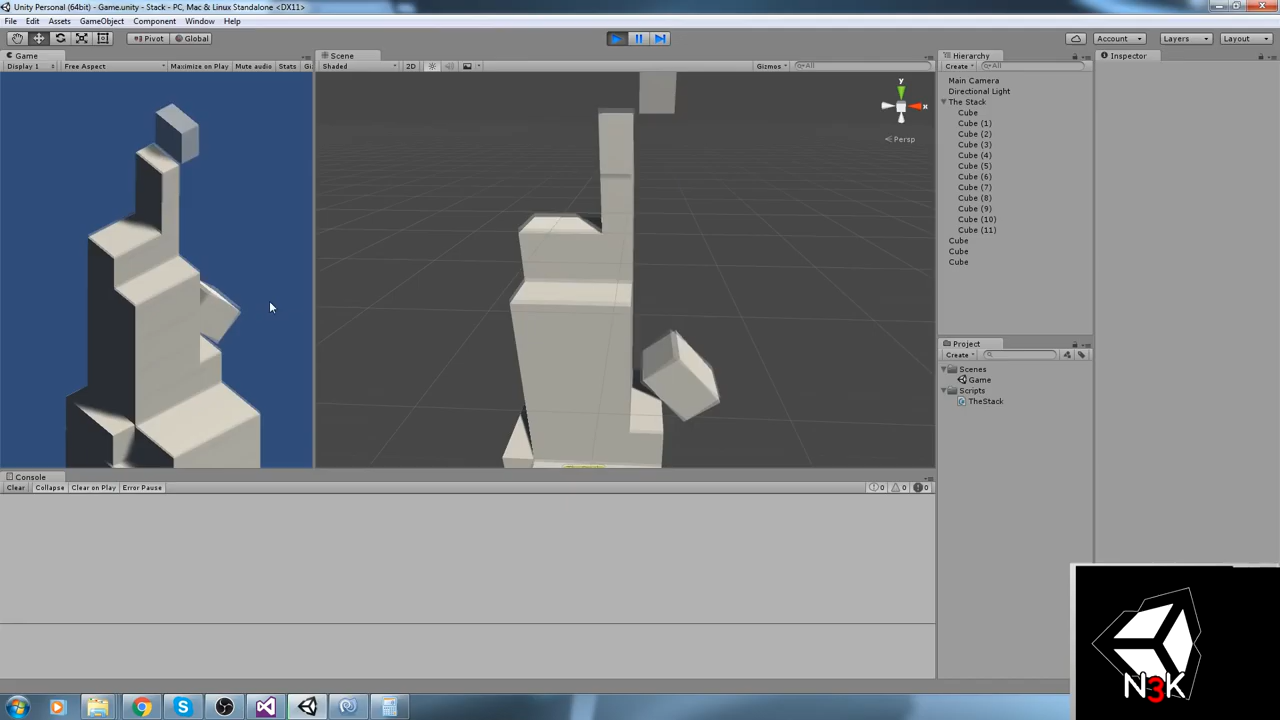 Unity Personal (64bit) - Game.unity - Stack - PC, Mac & Linux Standalone <DX11>
File Edit Assets GameObject Component Window Help
Pivot Global Account Layers Layout
Game Scene Hierarchy Inspector
Display 1 Free Aspect Maximize on Play Mute audio Stats Gi Shaded 2D Gizmos All Create All
Main Camera
Directional Light
The Stack
Cube
Cube (1)
Cube (2)
Cube (3)
Cube (4)
Cube (5)
Cube (6)
Cube (7)
Cube (8)
Cube (9)
Cube (10)
Cube (11)
Cube
Cube
Cube
y
x
Persp
Project
Create
Scenes
Game
Scripts
TheStack
Console
Clear Collapse Clear on Play Error Pause 0 0 0
N3K